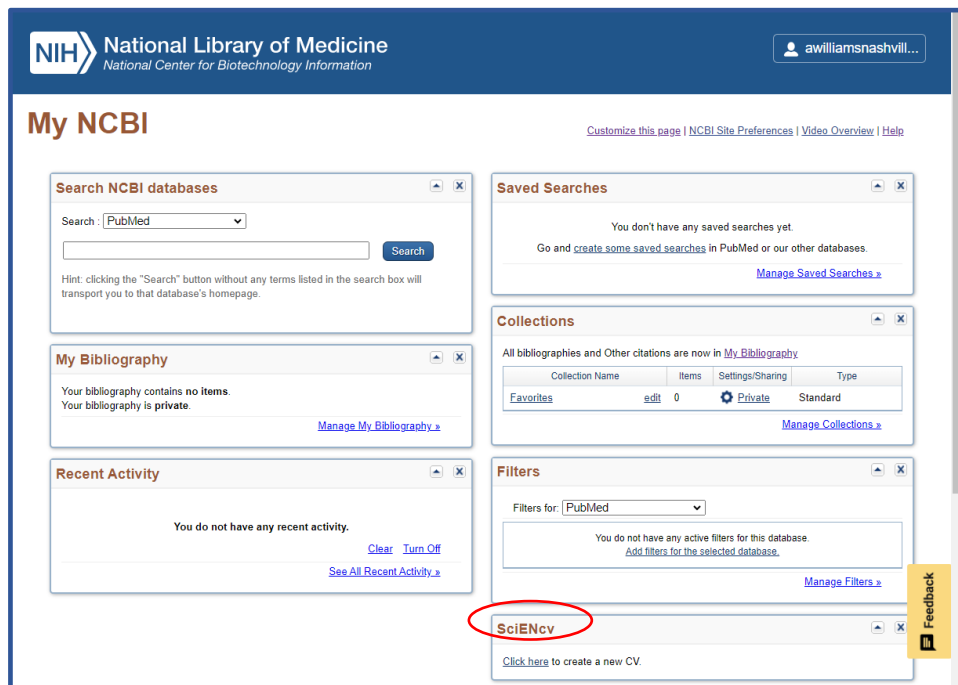 NIH National Library of Medicine
National Center for Biotechnology Information
awilliamsnashvill...
My NCBI
Customize this page | NCBI Site Preferences | Video Overview | Help
Search NCBI databases
Search : PubMed
Search
Hint: clicking the "Search" button without any terms listed in the search box will
transport you to that database's homepage.
My Bibliography
Your bibliography contains no items.
Your bibliography is private.
Manage My Bibliography »
Recent Activity
You do not have any recent activity.
Clear Turn Off
See All Recent Activity »
Saved Searches
You don't have any saved searches yet.
Go and create some saved searches in PubMed or our other databases.
Manage Saved Searches »
Collections
All bibliographies and Other citations are now in My Bibliography
Collection Name Items Settings/Sharing Type
Favorites edit 0 Private Standard
Manage Collections »
Filters
Filters for: PubMed
You do not have any active filters for this database.
Add filters for the selected database.
Manage Filters »
SciENcv
Click here to create a new CV.
Feedback